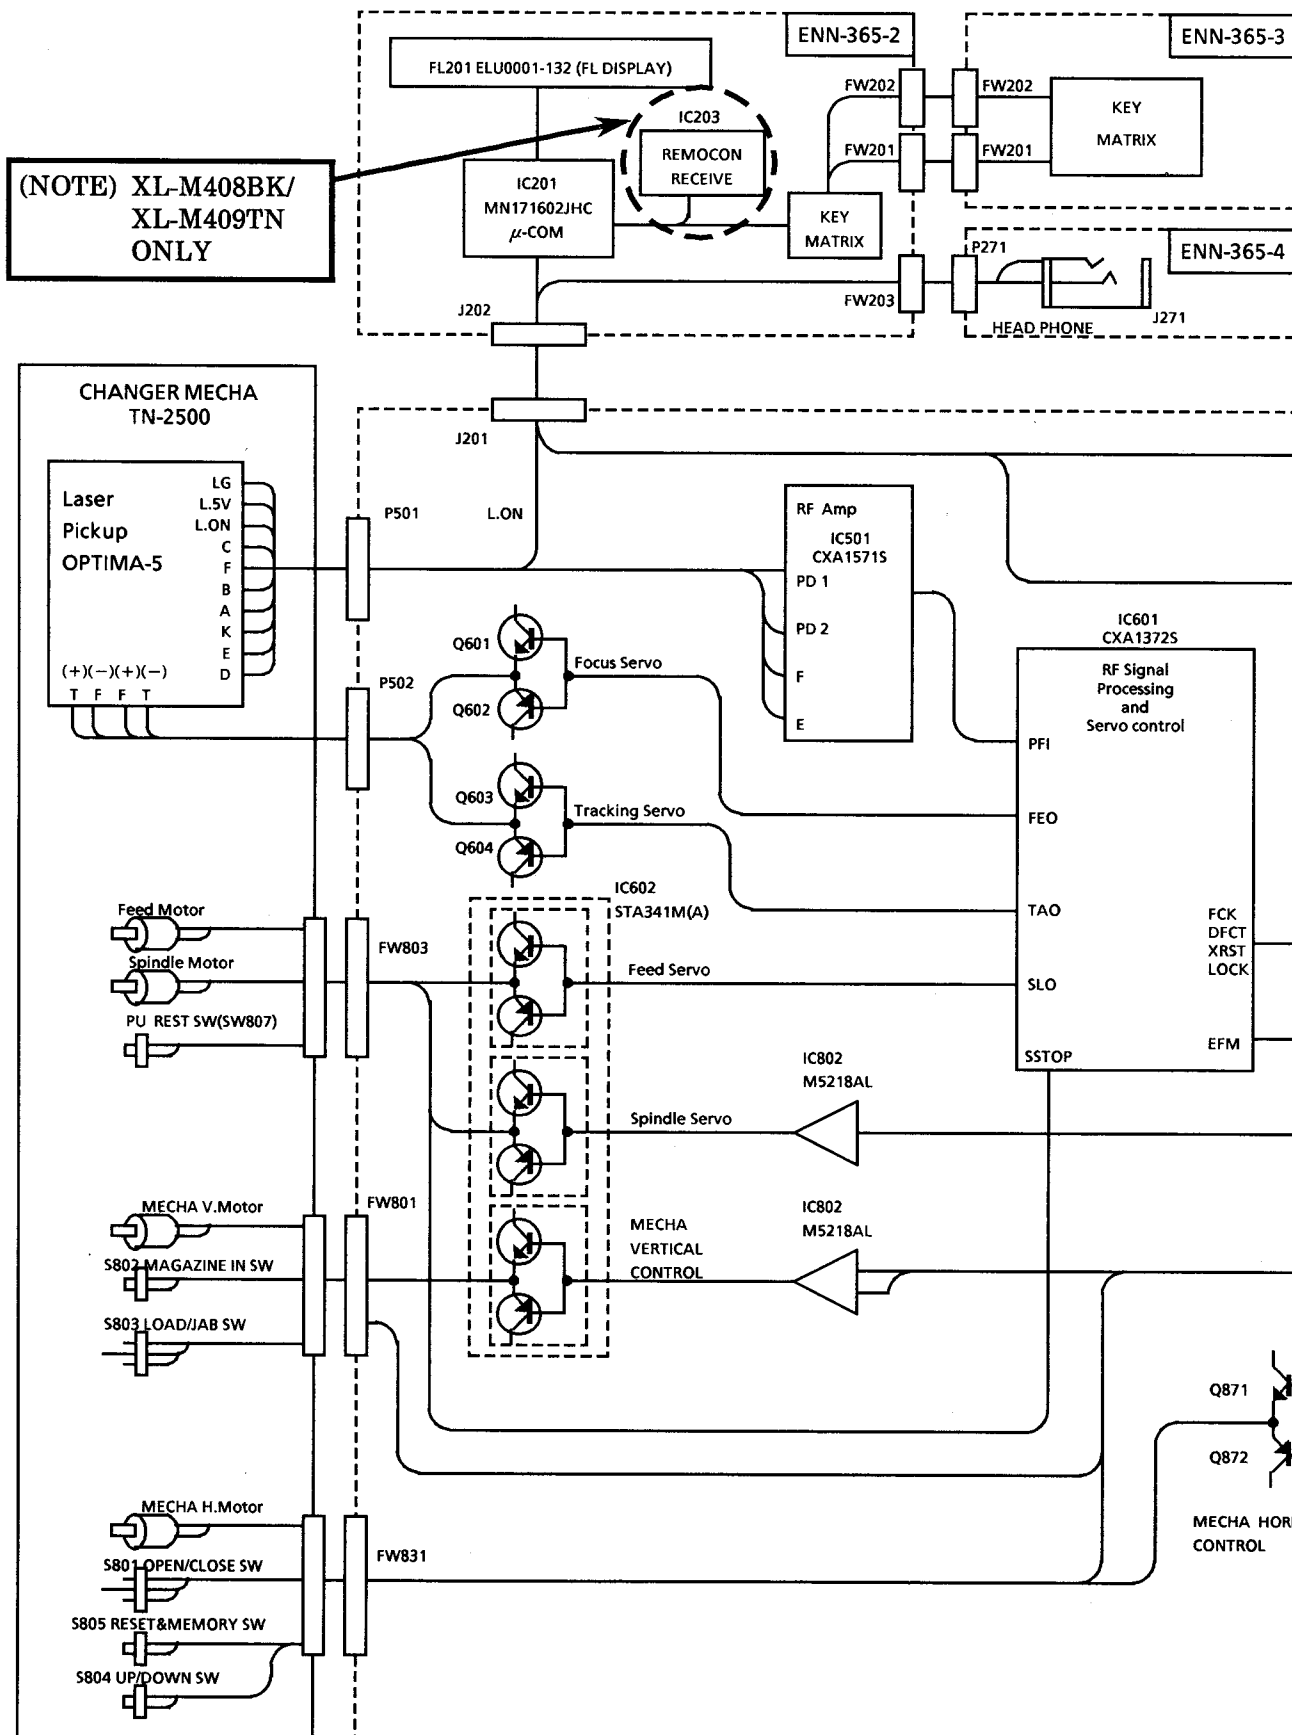 ENN-365-2
ENN-365-3
FL201 ELU0001-132 (FL DISPLAY)
FW202
FW202
KEY
MATRIX
IC203
REMOCON
RECEIVE
FW201
FW201
(NOTE) XL-M408BK/
XL-M409TN
ONLY
IC201
MN171602JHC
μ-COM
KEY
MATRIX
P271
ENN-365-4
FW203
J202
J271
HEAD PHONE
CHANGER MECHA
TN-2500
J201
Laser
Pickup
OPTIMA-5
LG
L.5V
L.ON
C
F
B
A
K
E
D
(+)(−)(+)(−)
T F F T
P501
L.ON
RF Amp
IC501
CXA1571S
PD 1
PD 2
F
E
IC601
CXA1372S
RF Signal
Processing
and
Servo control
PFI
FEO
TAO
SLO
SSTOP
FCK
DFCT
XRST
LOCK
EFM
Q601
Focus Servo
P502
Q602
Q603
Tracking Servo
Q604
IC602
STA341M(A)
Feed Motor
FW803
Spindle Motor
Feed Servo
PU REST SW(SW807)
IC802
M5218AL
Spindle Servo
FW801
MECHA V.Motor
IC802
M5218AL
MECHA
VERTICAL
CONTROL
S802 MAGAZINE IN SW
S803 LOAD/JAB SW
Q871
Q872
MECHA H.Motor
MECHA HOR
CONTROL
FW831
S801 OPEN/CLOSE SW
S805 RESET&MEMORY SW
S804 UP/DOWN SW